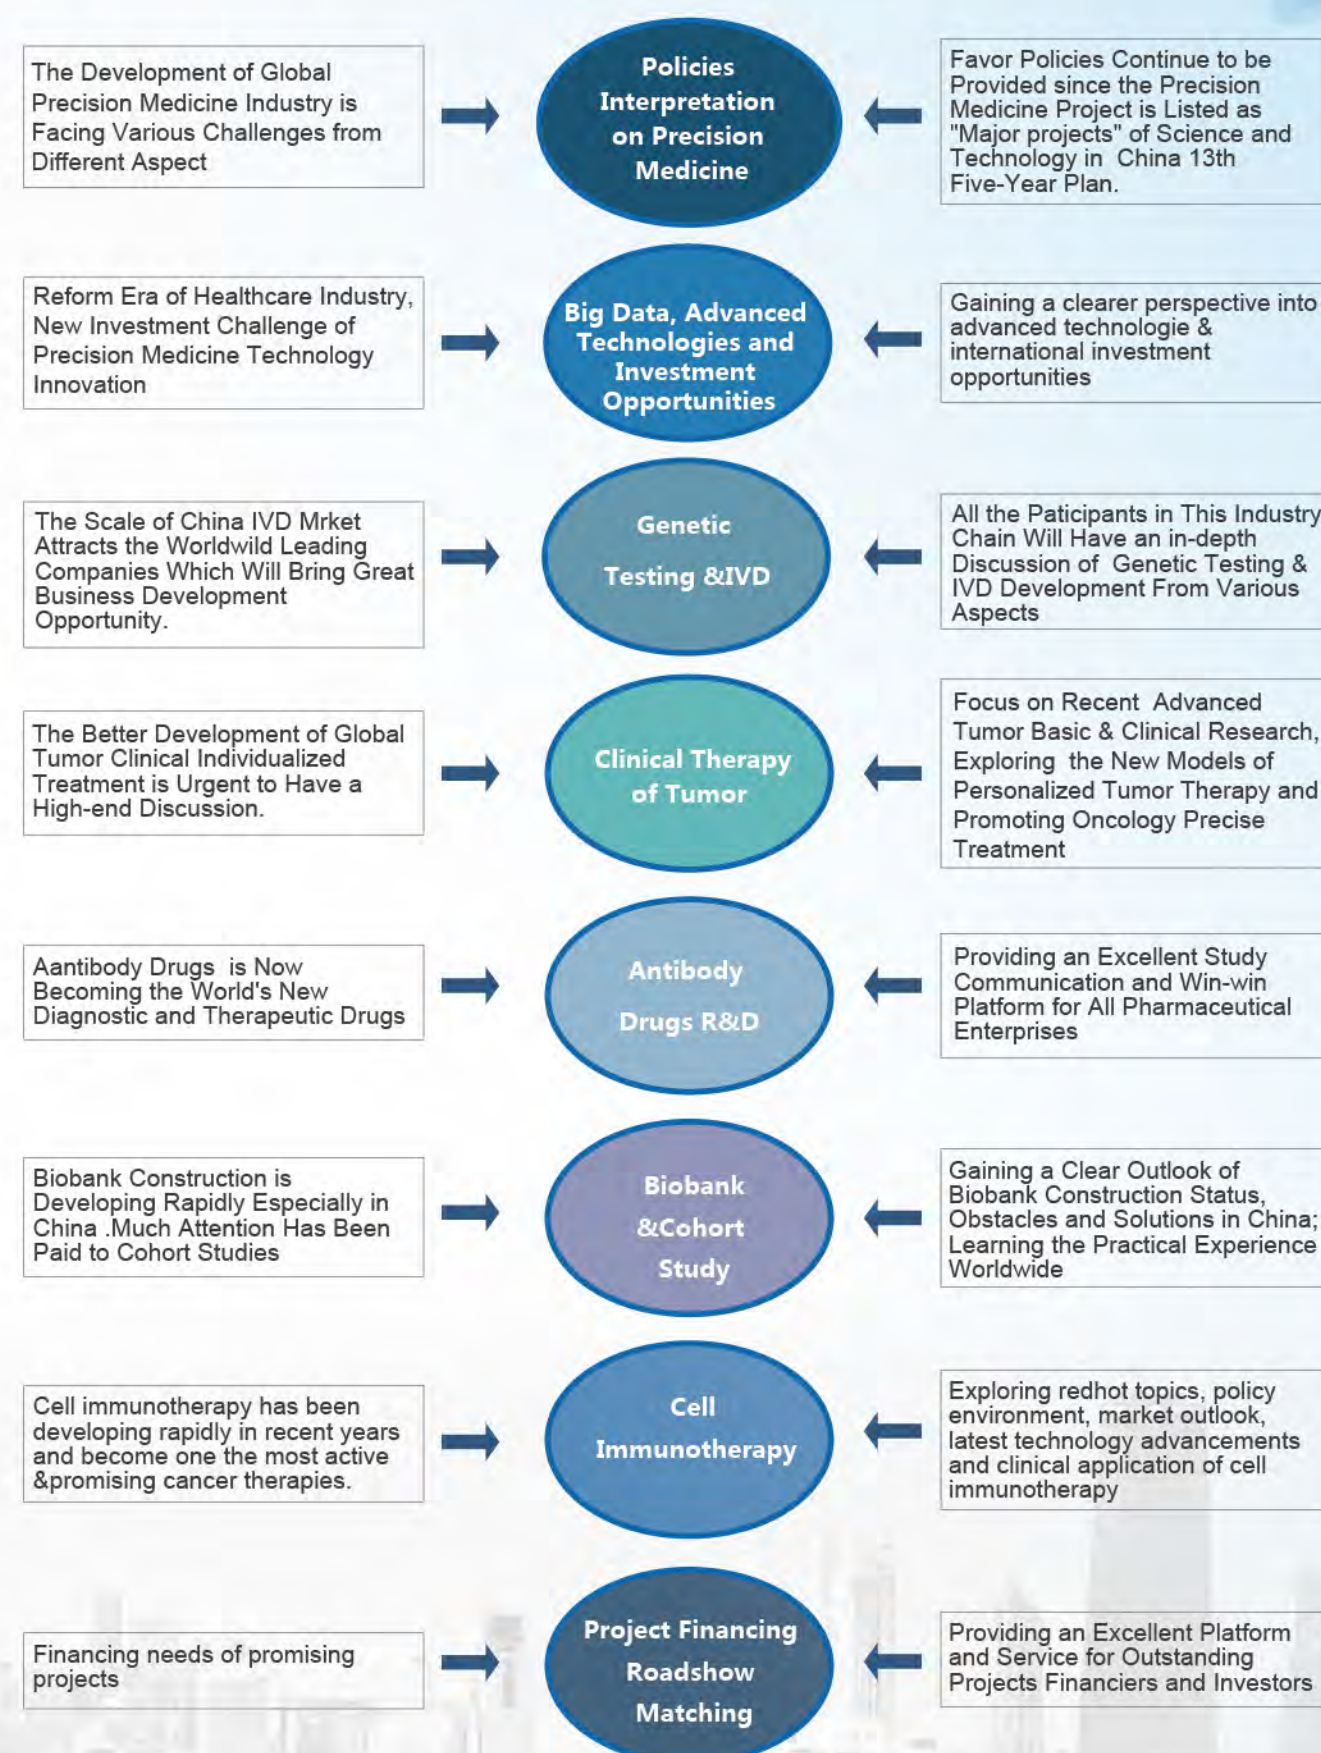 The Development of Global
Precision Medicine Industry is
Facing Various Challenges from
Different Aspect
Policies
Interpretation
on Precision
Medicine
Favor Policies Continue to be
Provided since the Precision
Medicine Project is Listed as
"Major projects" of Science and
Technology in China 13th
Five-Year Plan.
Reform Era of Healthcare Industry,
New Investment Challenge of
Precision Medicine Technology
Innovation
Big Data, Advanced
Technologies and
Investment
Opportunities
Gaining a clearer perspective into
advanced technologie &
international investment
opportunities
The Scale of China IVD Mrket
Attracts the Worldwild Leading
Companies Which Will Bring Great
Business Development
Opportunity.
Genetic
Testing &IVD
All the Paticipants in This Industry
Chain Will Have an in-depth
Discussion of Genetic Testing &
IVD Development From Various
Aspects
The Better Development of Global
Tumor Clinical Individualized
Treatment is Urgent to Have a
High-end Discussion.
Clinical Therapy
of Tumor
Focus on Recent Advanced
Tumor Basic & Clinical Research,
Exploring the New Models of
Personalized Tumor Therapy and
Promoting Oncology Precise
Treatment
Aantibody Drugs is Now
Becoming the World's New
Diagnostic and Therapeutic Drugs
Antibody
Drugs R&D
Providing an Excellent Study
Communication and Win-win
Platform for All Pharmaceutical
Enterprises
Biobank Construction is
Developing Rapidly Especially in
China .Much Attention Has Been
Paid to Cohort Studies
Biobank
&Cohort
Study
Gaining a Clear Outlook of
Biobank Construction Status,
Obstacles and Solutions in China;
Learning the Practical Experience
Worldwide
Cell immunotherapy has been
developing rapidly in recent years
and become one the most active
&promising cancer therapies.
Cell
Immunotherapy
Exploring redhot topics, policy
environment, market outlook,
latest technology advancements
and clinical application of cell
immunotherapy
Financing needs of promising
projects
Project Financing
Roadshow
Matching
Providing an Excellent Platform
and Service for Outstanding
Projects Financiers and Investors